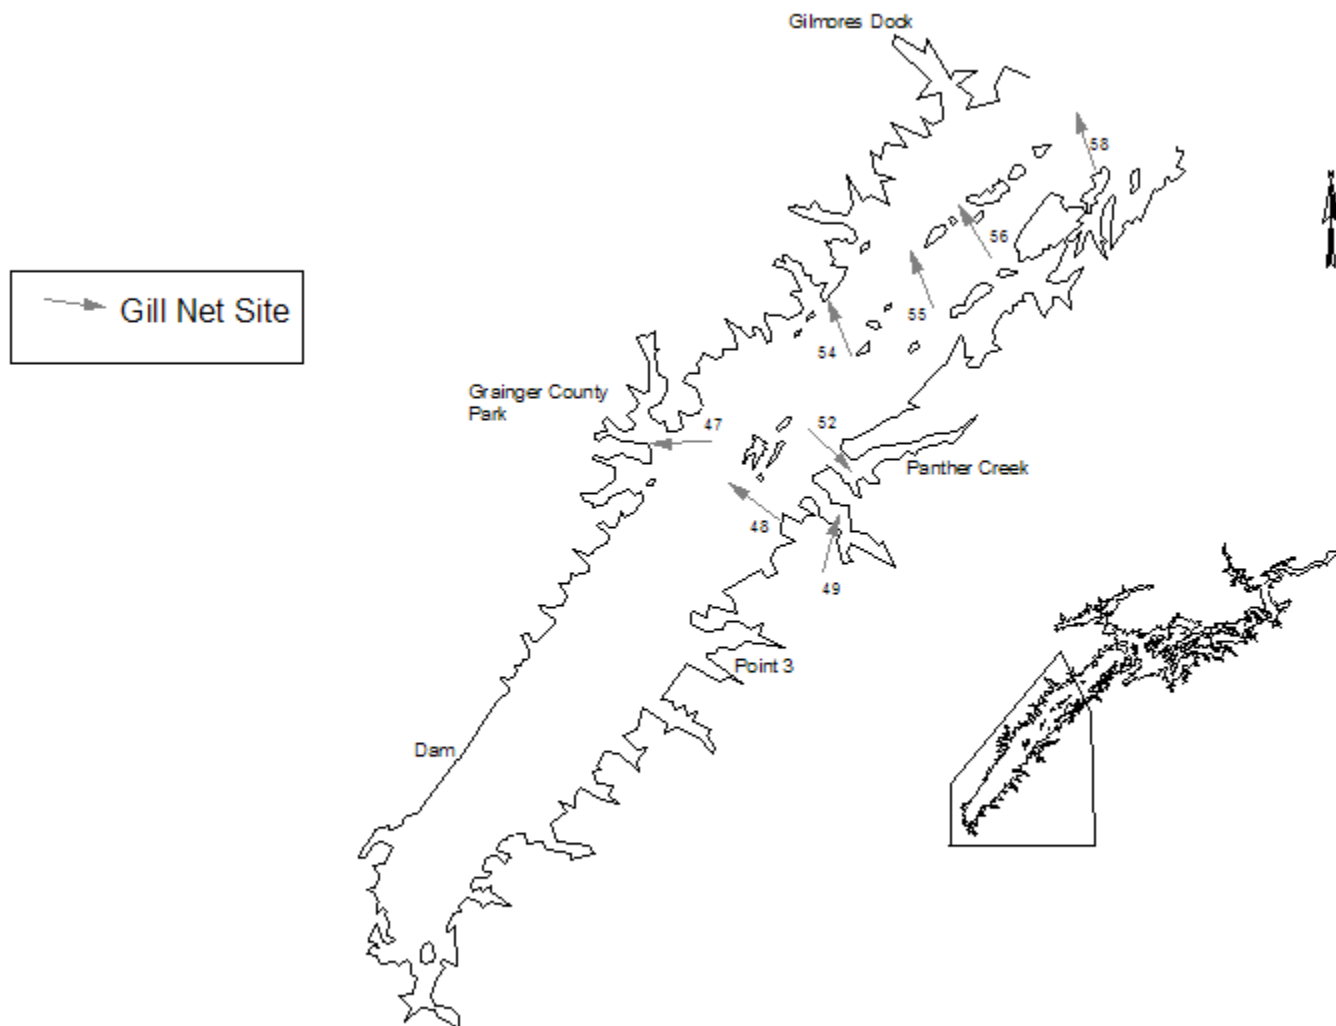 Gilmores Dock
58
56
Gill Net Site
55
54
Grainger County
Park
47
52
Panther Creek
48
49
Point 3
Dam